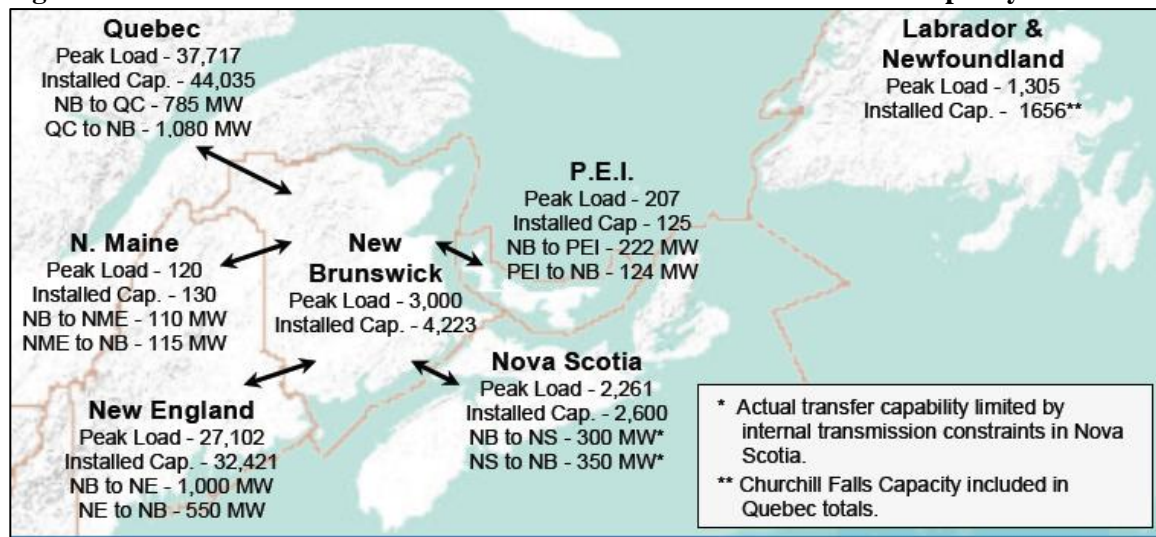 Quebec
Peak Load - 37,717
Installed Cap. - 44,035
NB to QC - 785 MW
QC to NB - 1,080 MW
Labrador &
Newfoundland
Peak Load - 1,305
Installed Cap. - 1656**
P.E.I.
Peak Load - 207
Installed Cap - 125
NB to PEI - 222 MW
PEI to NB - 124 MW
N. Maine
Peak Load - 120
Installed Cap. - 130
NB to NME - 110 MW
NME to NB - 115 MW
New
Brunswick
Peak Load - 3,000
Installed Cap. - 4,223
New England
Peak Load - 27,102
Installed Cap. - 32,421
NB to NE - 1,000 MW
NE to NB - 550 MW
Nova Scotia
Peak Load - 2,261
Installed Cap. - 2,600
NB to NS - 300 MW*
NS to NB - 350 MW*
* Actual transfer capability limited by
internal transmission constraints in Nova
Scotia.
** Churchill Falls Capacity included in
Quebec totals.